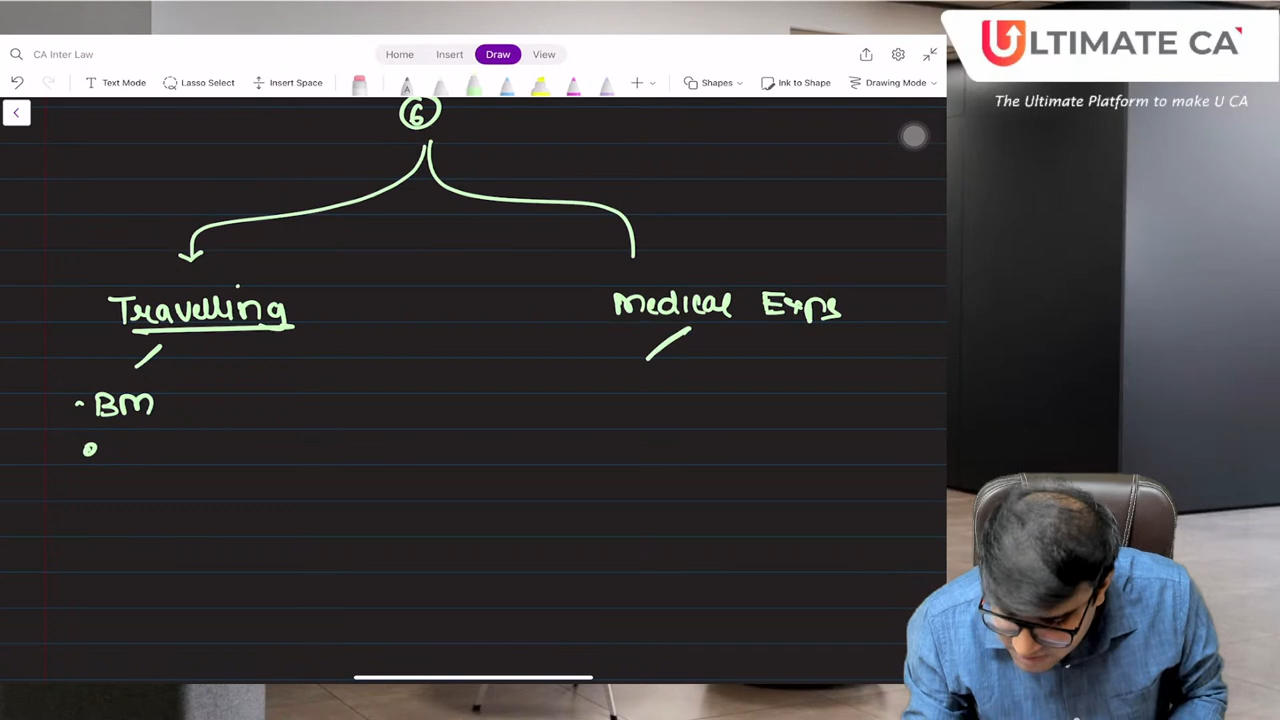 ULTIMATE CA
The Ultimate Platform to make U CA
CA Inter Law
Home Insert Draw View
Text Mode Lasso Select Insert Space Shapes Ink to Shape Drawing Mode
6
Travelling Medical Exps
BM